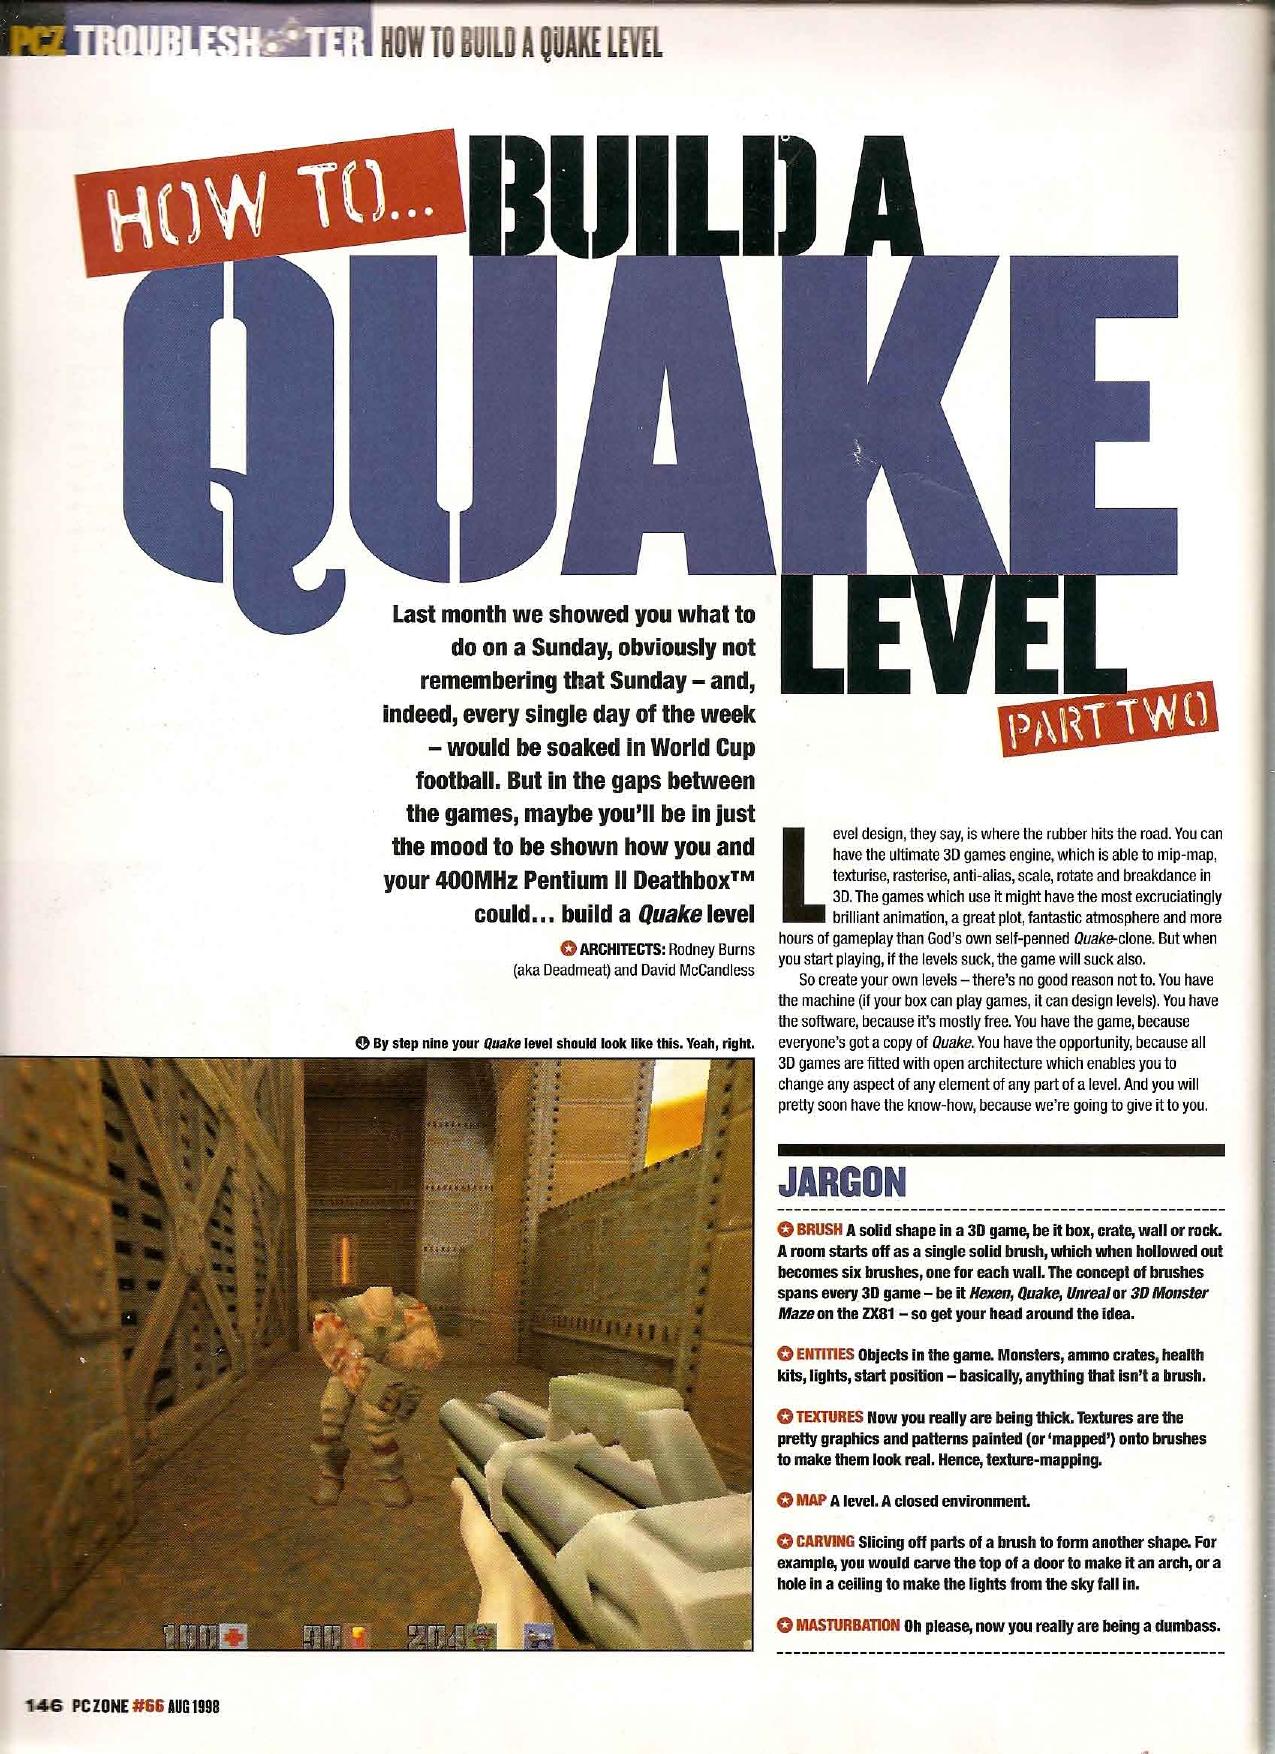 PCZ TROUBLESHOOTER HOW TO BUILD A QUAKE LEVEL
HOW TO...
BUILD A
QUAKE
LEVEL
PART TWO
Last month we showed you what to
do on a Sunday, obviously not
remembering that Sunday – and,
indeed, every single day of the week
– would be soaked in World Cup
football. But in the gaps between
the games, maybe you'll be in just
the mood to be shown how you and
your 400MHz Pentium II Deathbox™
could... build a Quake level
ARCHITECTS: Rodney Burns
(aka Deadmeat) and David McCandless
By step nine your Quake level should look like this. Yeah, right.
Level design, they say, is where the rubber hits the road. You can
have the ultimate 3D games engine, which is able to mip-map,
texturise, rasterise, anti-alias, scale, rotate and breakdance in
3D. The games which use it might have the most excruciatingly
brilliant animation, a great plot, fantastic atmosphere and more
hours of gameplay than God's own self-penned Quake-clone. But when
you start playing, if the levels suck, the game will suck also.
So create your own levels – there's no good reason not to. You have
the machine (if your box can play games, it can design levels). You have
the software, because it's mostly free. You have the game, because
everyone's got a copy of Quake. You have the opportunity, because all
3D games are fitted with open architecture which enables you to
change any aspect of any element of any part of a level. And you will
pretty soon have the know-how, because we're going to give it to you.
JARGON
BRUSH A solid shape in a 3D game, be it box, crate, wall or rock.
A room starts off as a single solid brush, which when hollowed out
becomes six brushes, one for each wall. The concept of brushes
spans every 3D game – be it Hexen, Quake, Unreal or 3D Monster
Maze on the ZX81 – so get your head around the idea.
ENTITIES Objects in the game. Monsters, ammo crates, health
kits, lights, start position – basically, anything that isn't a brush.
TEXTURES Now you really are being thick. Textures are the
pretty graphics and patterns painted (or 'mapped') onto brushes
to make them look real. Hence, texture-mapping.
MAP A level. A closed environment.
CARVING Slicing off parts of a brush to form another shape. For
example, you would carve the top of a door to make it an arch, or a
hole in a ceiling to make the lights from the sky fall in.
MASTURBATION Oh please, now you really are being a dumbass.
100 90 204
146 PC ZONE #66 AUG 1998